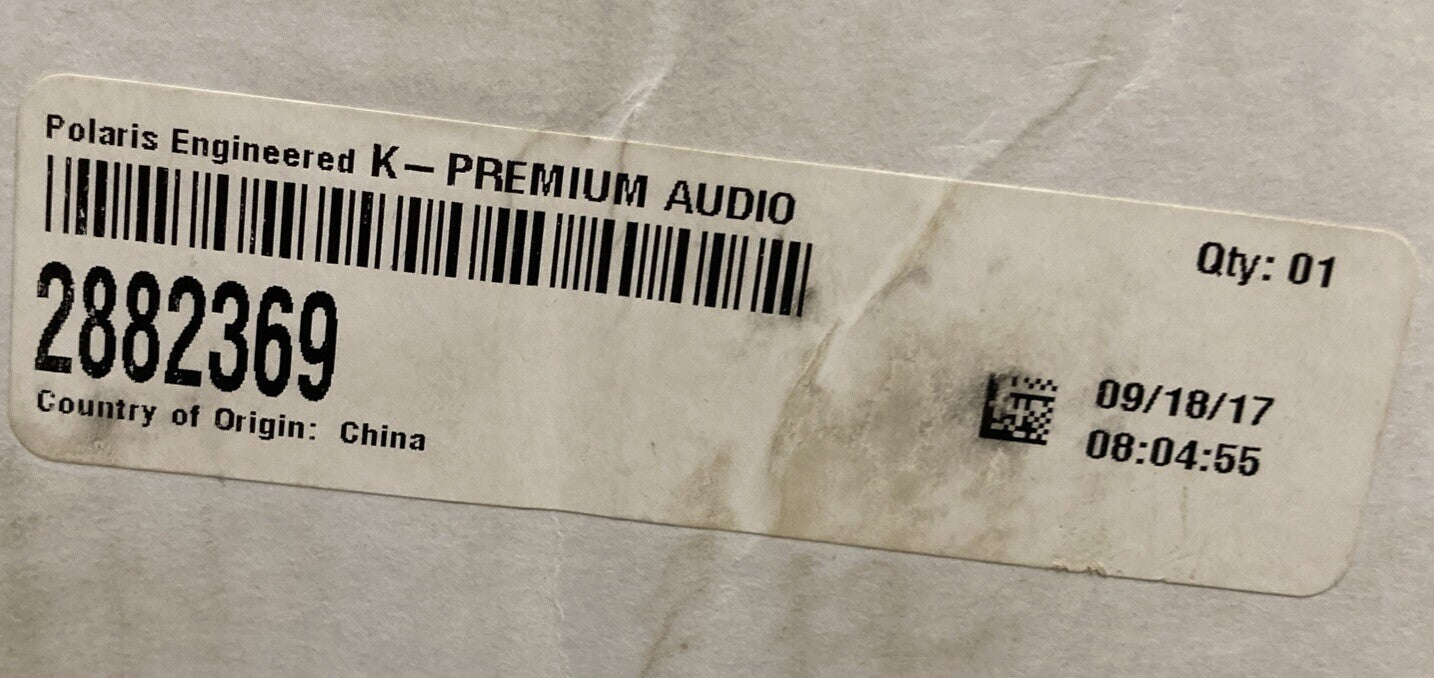 Polaris Engineered K- PREMIUM AUDIO
Qty: 01
2882369
Country of Origin: China
09/18/17
08:04:55